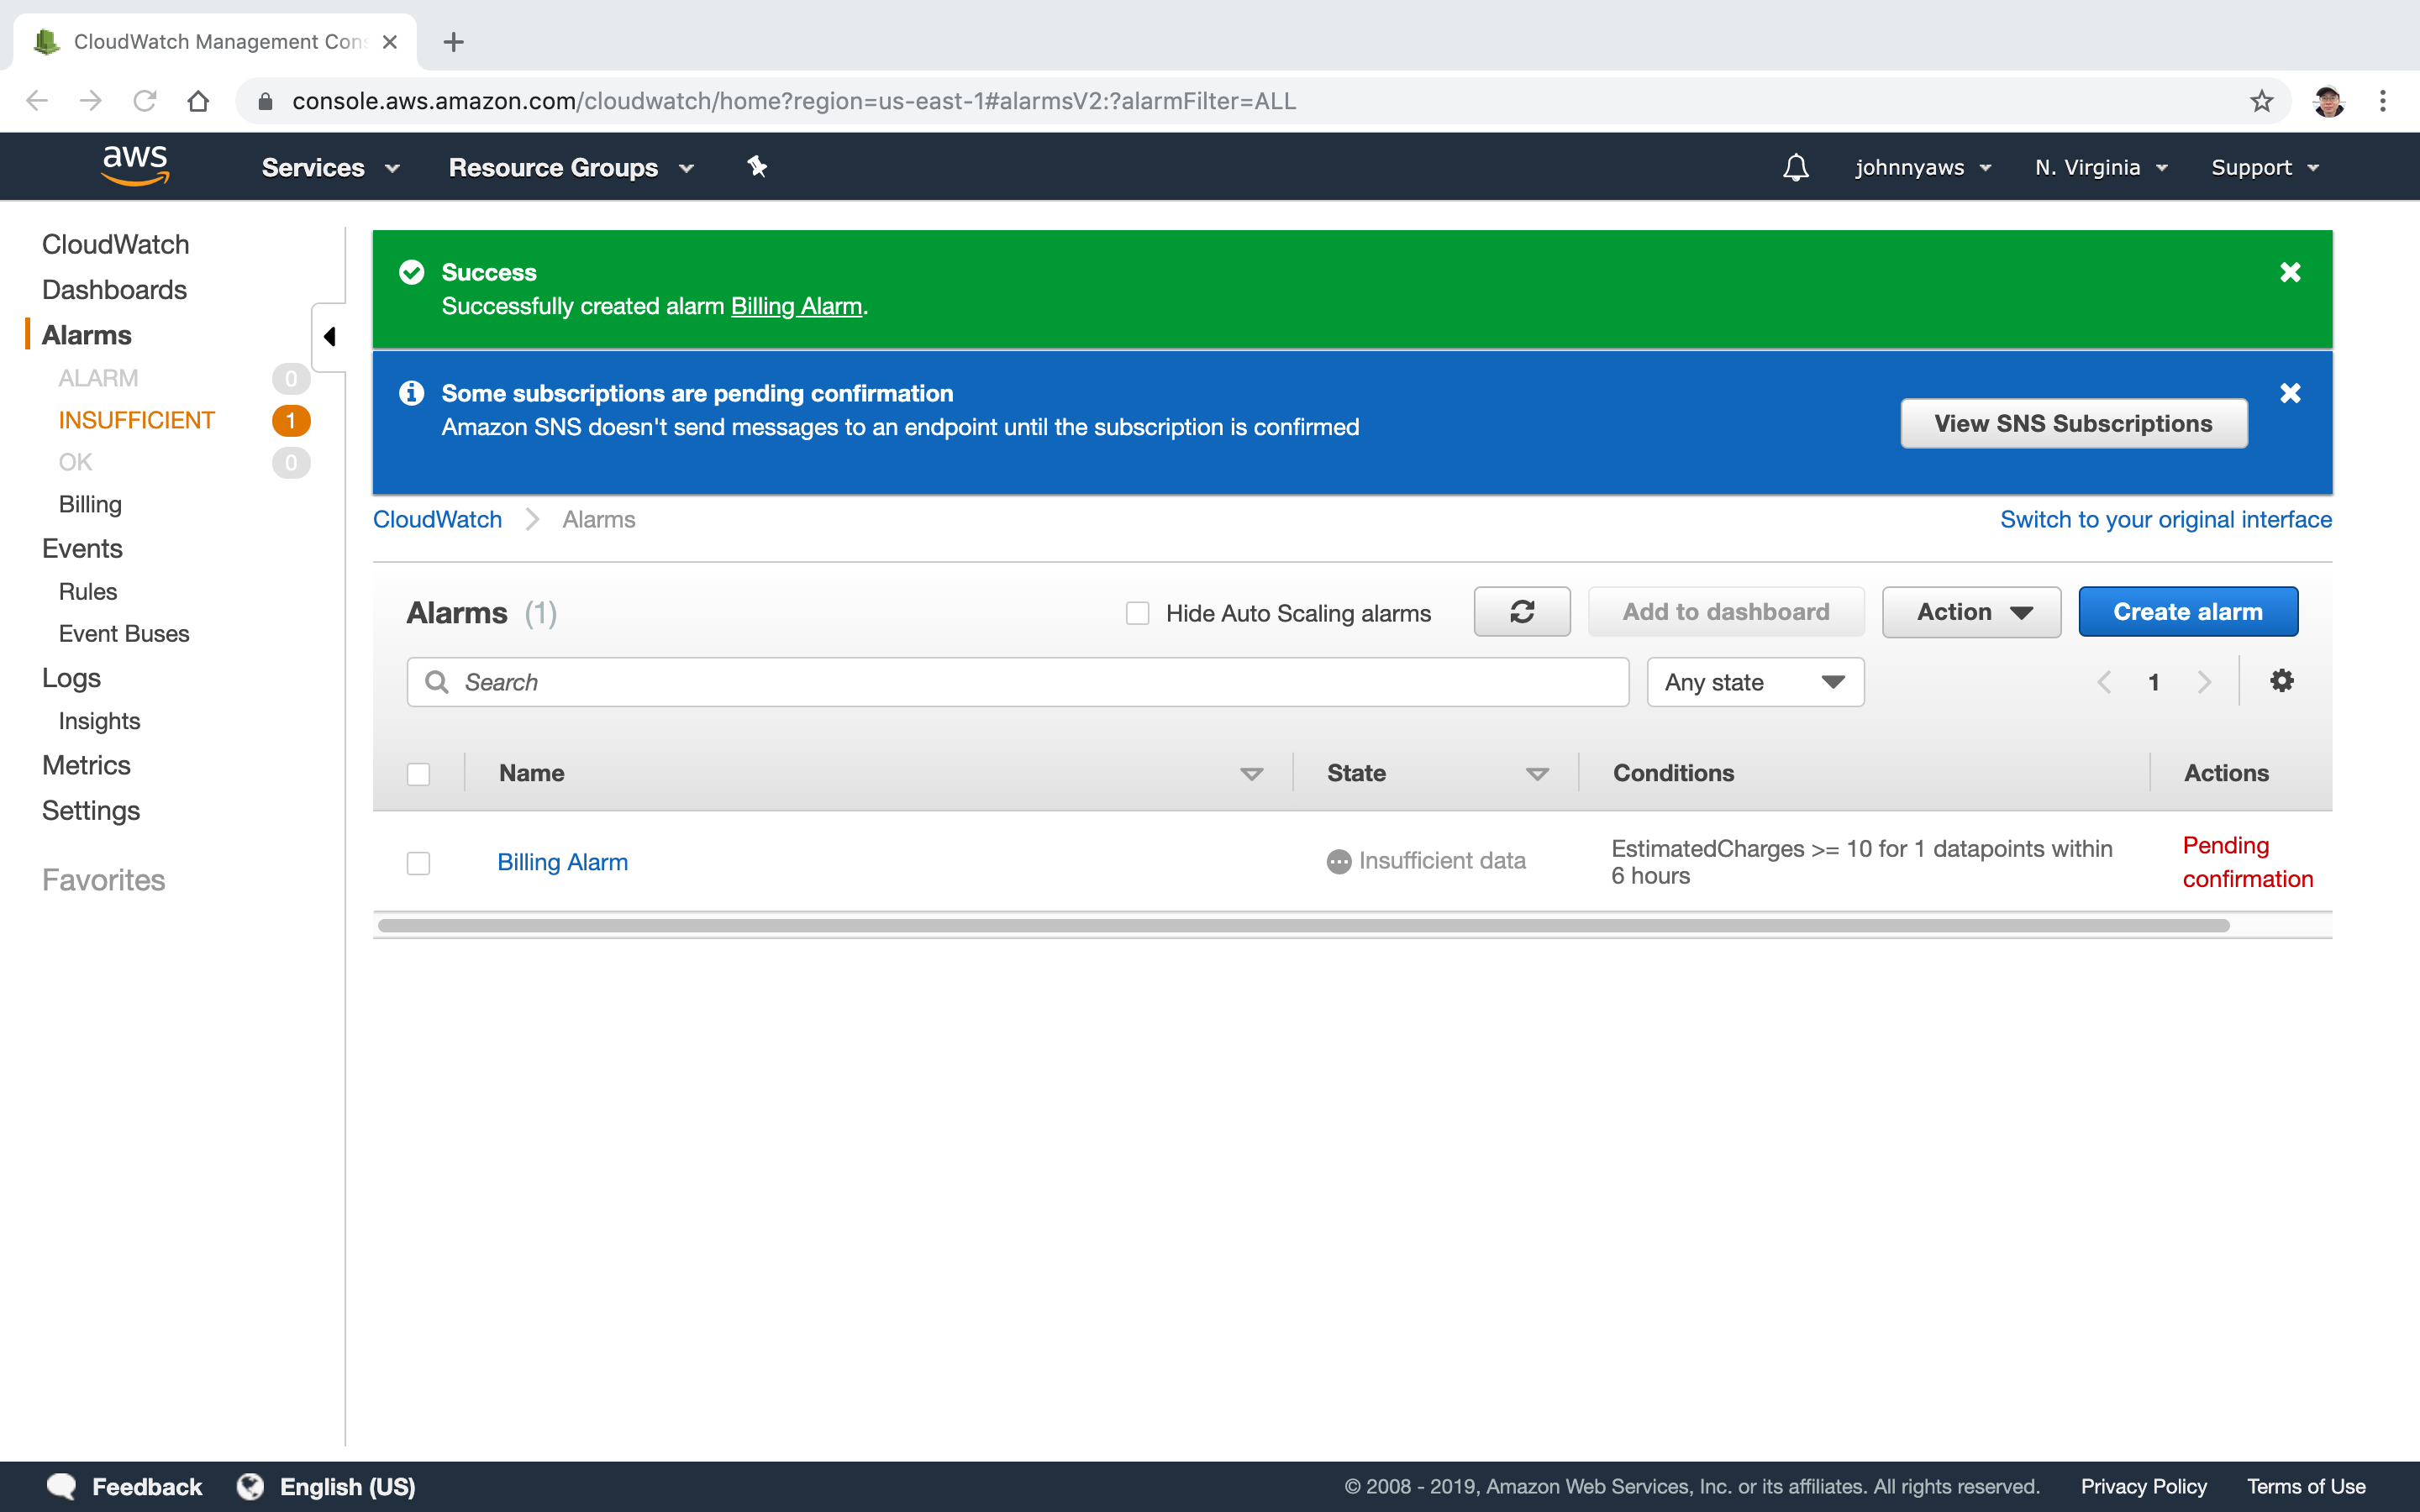 CloudWatch Management Con
console.aws.amazon.com/cloudwatch/home?region=us-east-1#alarmsV2:?alarmFilter=ALL
aws
Services
Resource Groups
johnnyaws
N. Virginia
Support
CloudWatch
Dashboards
Alarms
ALARM 0
INSUFFICIENT 1
OK 0
Billing
Events
Rules
Event Buses
Logs
Insights
Metrics
Settings
Favorites
Success
Successfully created alarm Billing Alarm.
Some subscriptions are pending confirmation
Amazon SNS doesn't send messages to an endpoint until the subscription is confirmed
View SNS Subscriptions
CloudWatch
Alarms
Switch to your original interface
Alarms (1)
Hide Auto Scaling alarms
Add to dashboard
Action
Create alarm
Search
Any state
1
Name
State
Conditions
Actions
Billing Alarm
Insufficient data
EstimatedCharges >= 10 for 1 datapoints within
6 hours
Pending
confirmation
Feedback
English (US)
© 2008 - 2019, Amazon Web Services, Inc. or its affiliates. All rights reserved.
Privacy Policy
Terms of Use